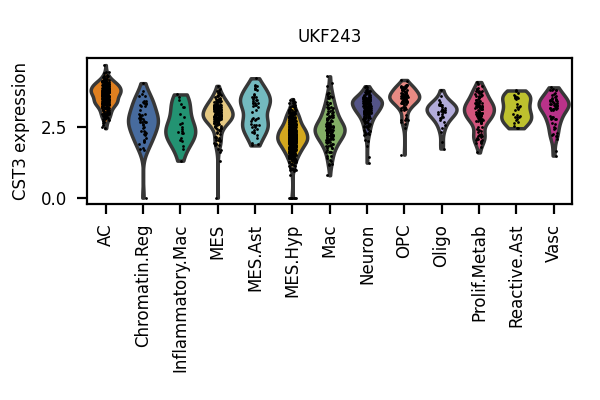 UKF243
CST3 expression
2.5
0.0
AC
Chromatin.Reg
Inflammatory.Mac
MES
MES.Ast
MES.Hyp
Mac
Neuron
OPC
Oligo
Prolif.Metab
Reactive.Ast
Vasc